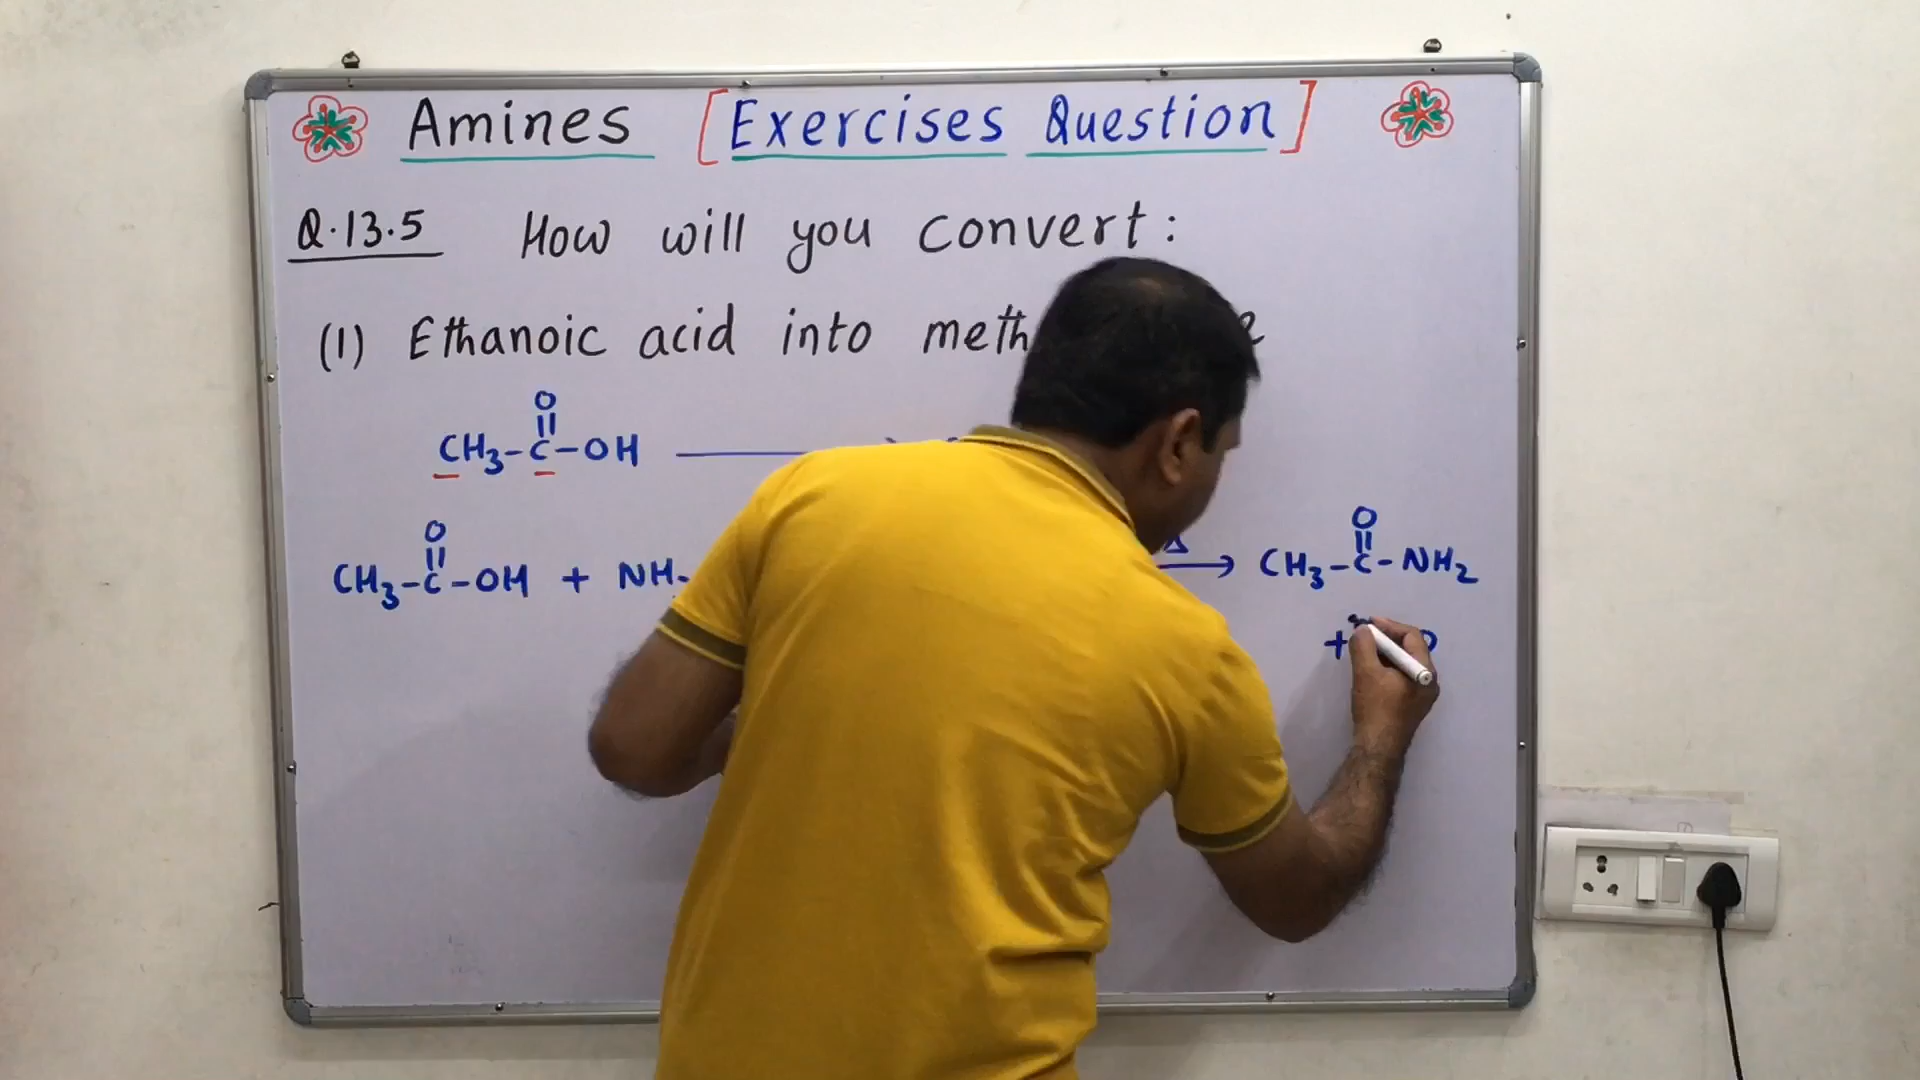 Amines [Exercises Question]
Q.13.5 How will you convert:
(1) Ethanoic acid into
O
CH₃-C-OH
O
CH₃-C-OH + NH
Δ
→
O
CH₃-C-NH₂
+